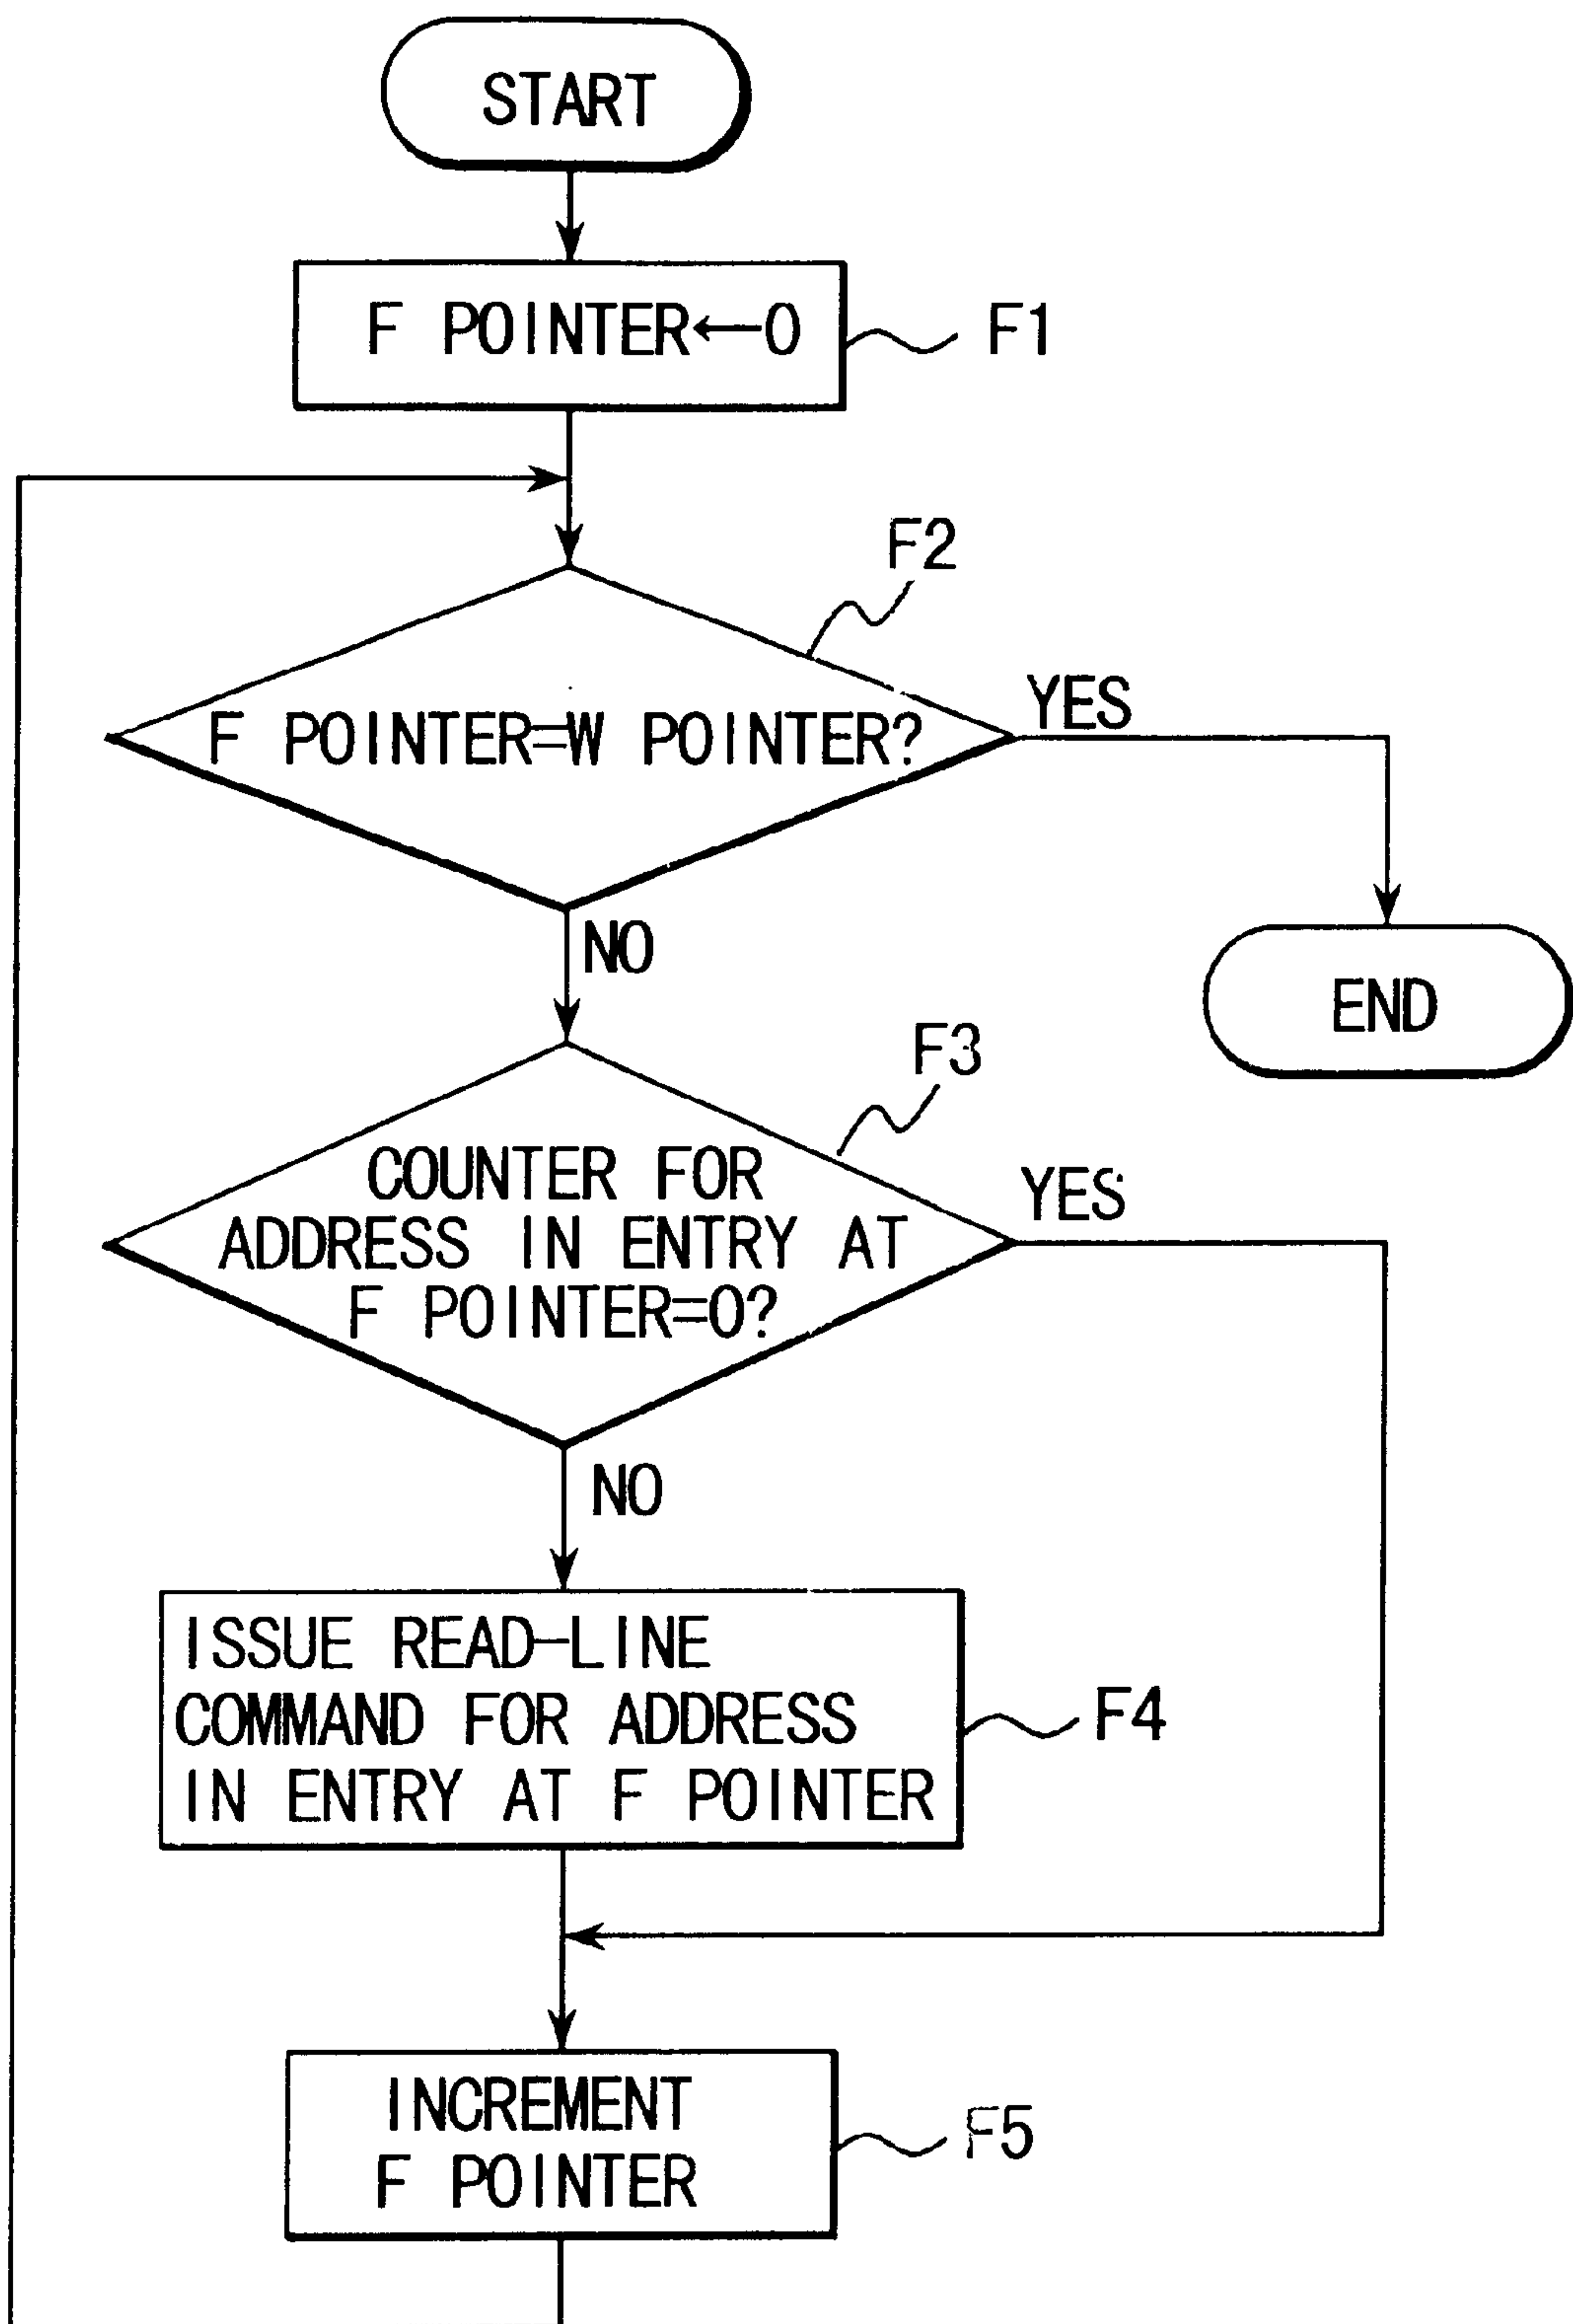 START
F POINTER←0
F1
F2
F POINTER=W POINTER?
YES
NO
END
F3
COUNTER FOR
ADDRESS IN ENTRY AT
F POINTER=0?
YES
NO
ISSUE READ-LINE
COMMAND FOR ADDRESS
IN ENTRY AT F POINTER
F4
INCREMENT
F POINTER
F5